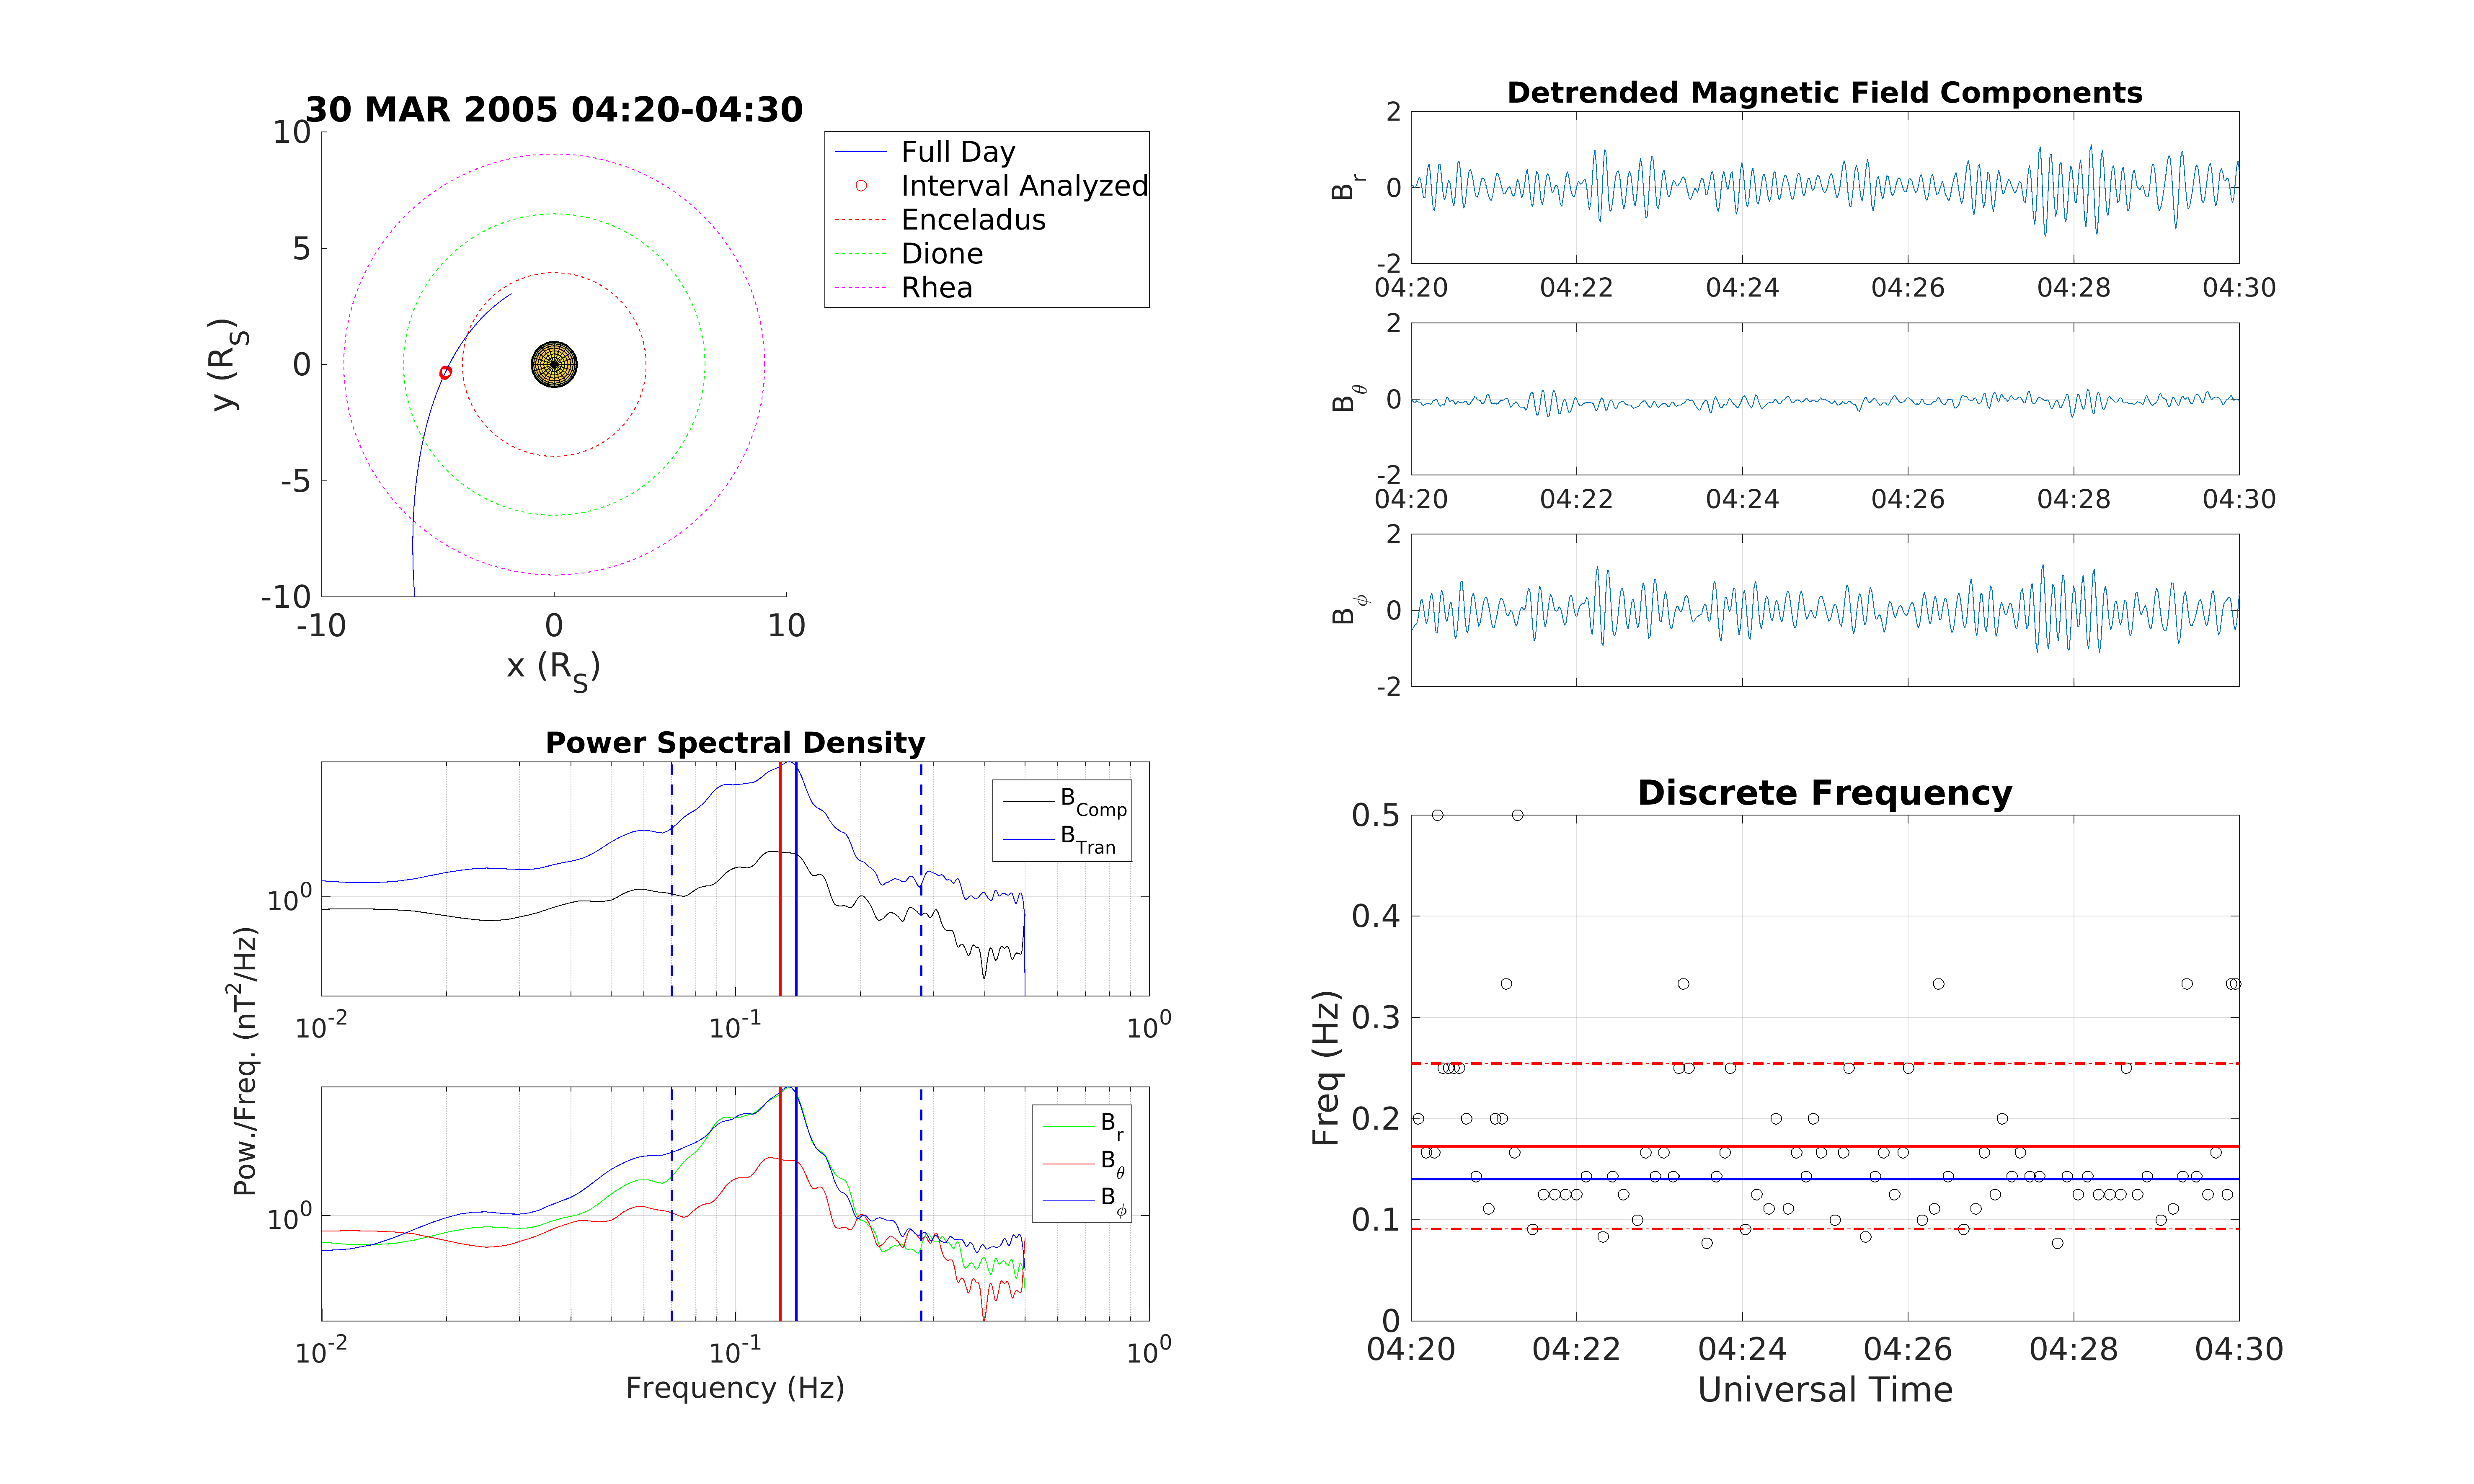 30 MAR 2005 04:20-04:30
10
5
0
-5
-10
-10 0 10
y (R_S)
x (R_S)
Full Day
Interval Analyzed
Enceladus
Dione
Rhea
Detrended Magnetic Field Components
2
0
-2
B_r
04:20 04:22 04:24 04:26 04:28 04:30
2
0
-2
B_θ
04:20 04:22 04:24 04:26 04:28 04:30
2
0
-2
B_ϕ
Power Spectral Density
10^0
B_Comp
B_Tran
10^-2 10^-1 10^0
Pow./Freq. (nT^2/Hz)
10^0
B_r
B_θ
B_ϕ
10^-2 10^-1 10^0
Frequency (Hz)
Discrete Frequency
0.5
0.4
0.3
0.2
0.1
0
Freq (Hz)
04:20 04:22 04:24 04:26 04:28 04:30
Universal Time